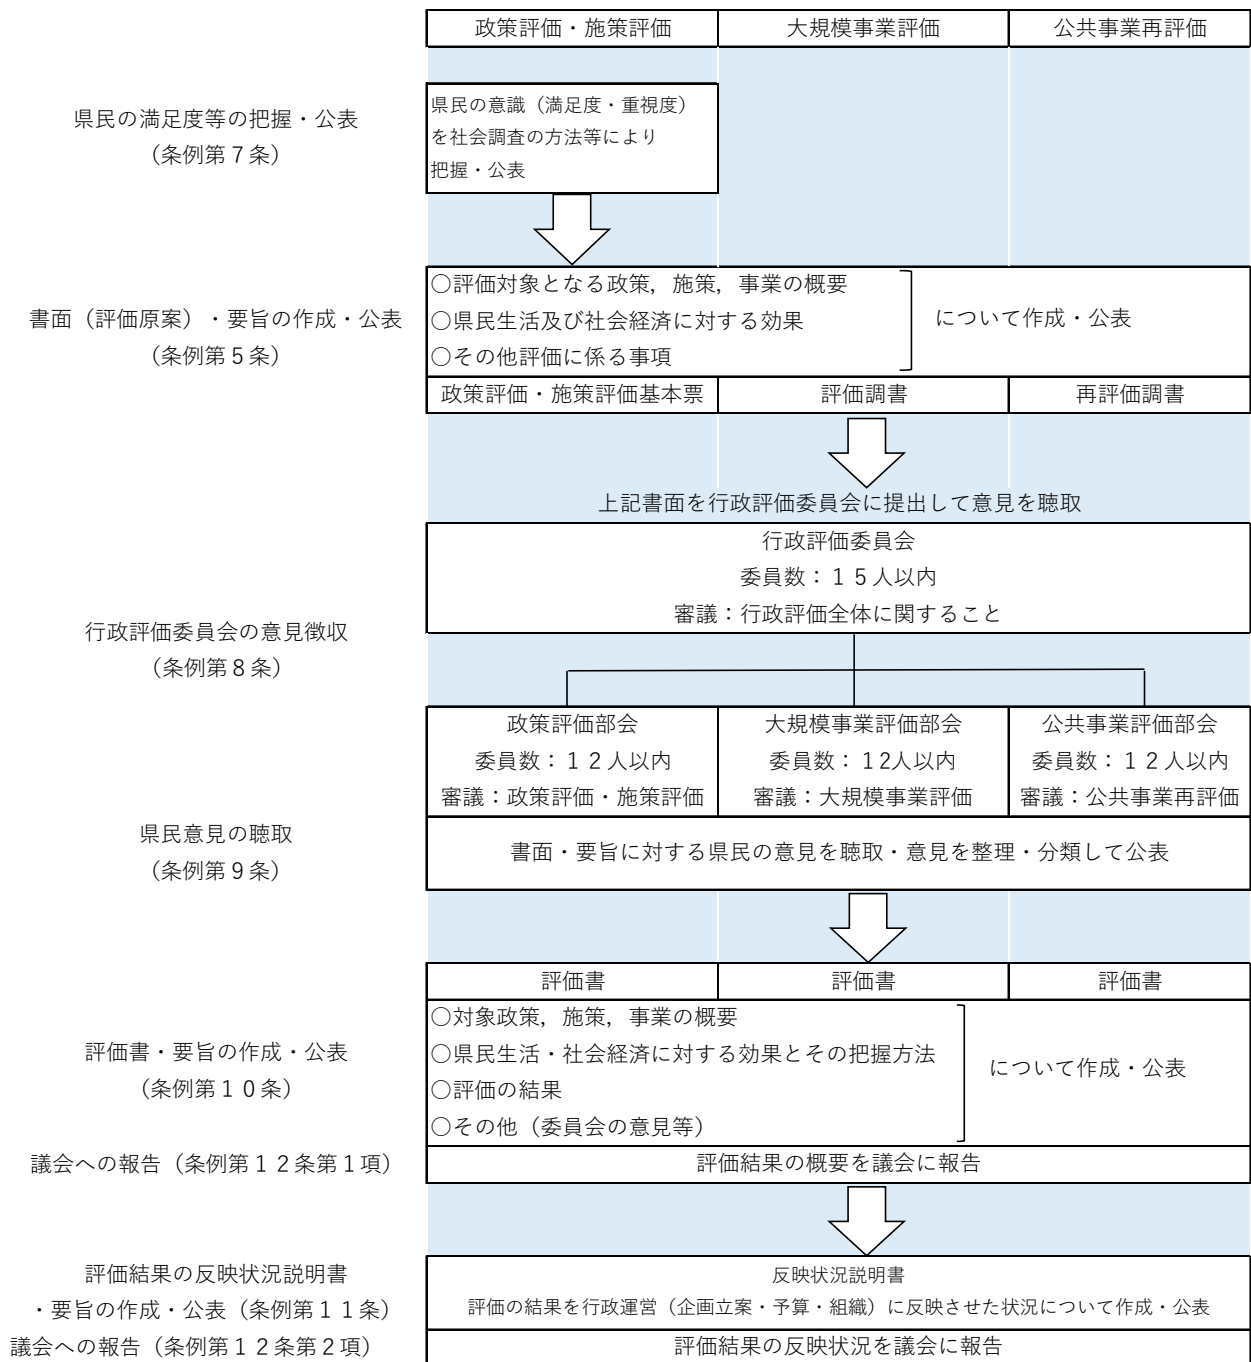 政策評価・施策評価
大規模事業評価
公共事業再評価
県民の満足度等の把握・公表
（条例第７条）
県民の意識（満足度・重視度）
を社会調査の方法等により
把握・公表
書面（評価原案）・要旨の作成・公表
（条例第５条）
○評価対象となる政策，施策，事業の概要
○県民生活及び社会経済に対する効果
○その他評価に係る事項
について作成・公表
政策評価・施策評価基本票
評価調書
再評価調書
上記書面を行政評価委員会に提出して意見を聴取
行政評価委員会の意見徴収
（条例第８条）
行政評価委員会
委員数：１５人以内
審議：行政評価全体に関すること
政策評価部会
委員数：１２人以内
審議：政策評価・施策評価
大規模事業評価部会
委員数：12人以内
審議：大規模事業評価
公共事業評価部会
委員数：１２人以内
審議：公共事業再評価
県民意見の聴取
（条例第９条）
書面・要旨に対する県民の意見を聴取・意見を整理・分類して公表
評価書
評価書
評価書
評価書・要旨の作成・公表
（条例第１０条）
○対象政策，施策，事業の概要
○県民生活・社会経済に対する効果とその把握方法
○評価の結果
○その他（委員会の意見等）
について作成・公表
議会への報告（条例第１２条第１項）
評価結果の概要を議会に報告
評価結果の反映状況説明書
・要旨の作成・公表（条例第１１条）
反映状況説明書
評価の結果を行政運営（企画立案・予算・組織）に反映させた状況について作成・公表
議会への報告（条例第１２条第２項）
評価結果の反映状況を議会に報告